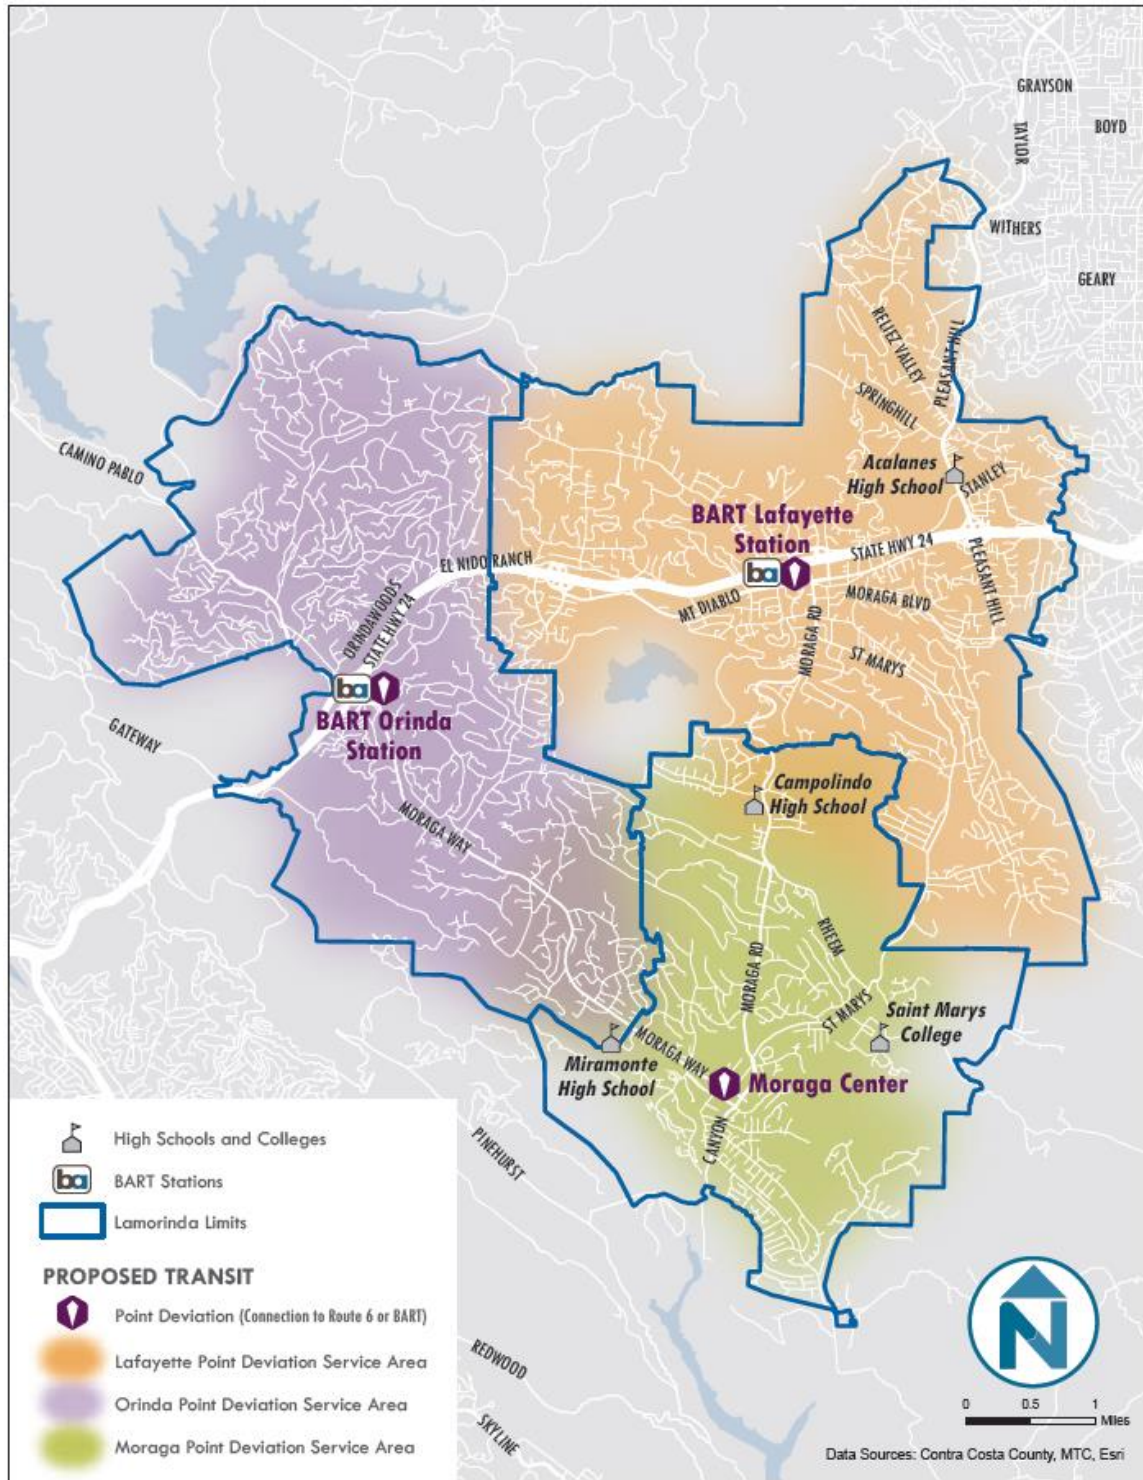 GRAYSON
TAYLOR
BOYD
WITHERS
GEARY
RELIEZ VALLEY
PLEASANT HILL
SPRINGHILL
CAMINO PABLO
Acalanes
High School
STANLEY
BART Lafayette
Station
ba
STATE HWY 24
EL NIDO RANCH
PLEASANT HILL
ORINDAWOODS
STATE HWY 24
MT DIABLO
MORAGA BLVD
MORAGA RD
ST MARYS
ba
BART Orinda
Station
GATEWAY
Campolindo
High School
MORAGA WAY
RHEEM
MORAGA RD
ST MARYS
Saint Marys
College
MORAGA WAY
Miramonte
High School
Moraga Center
CANYON
PINEHURST
REDWOOD
SKYLINE
High Schools and Colleges
ba
BART Stations
Lamorinda Limits
PROPOSED TRANSIT
Point Deviation (Connection to Route 6 or BART)
Lafayette Point Deviation Service Area
Orinda Point Deviation Service Area
Moraga Point Deviation Service Area
N
0 0.5 1
Miles
Data Sources: Contra Costa County, MTC, Esri